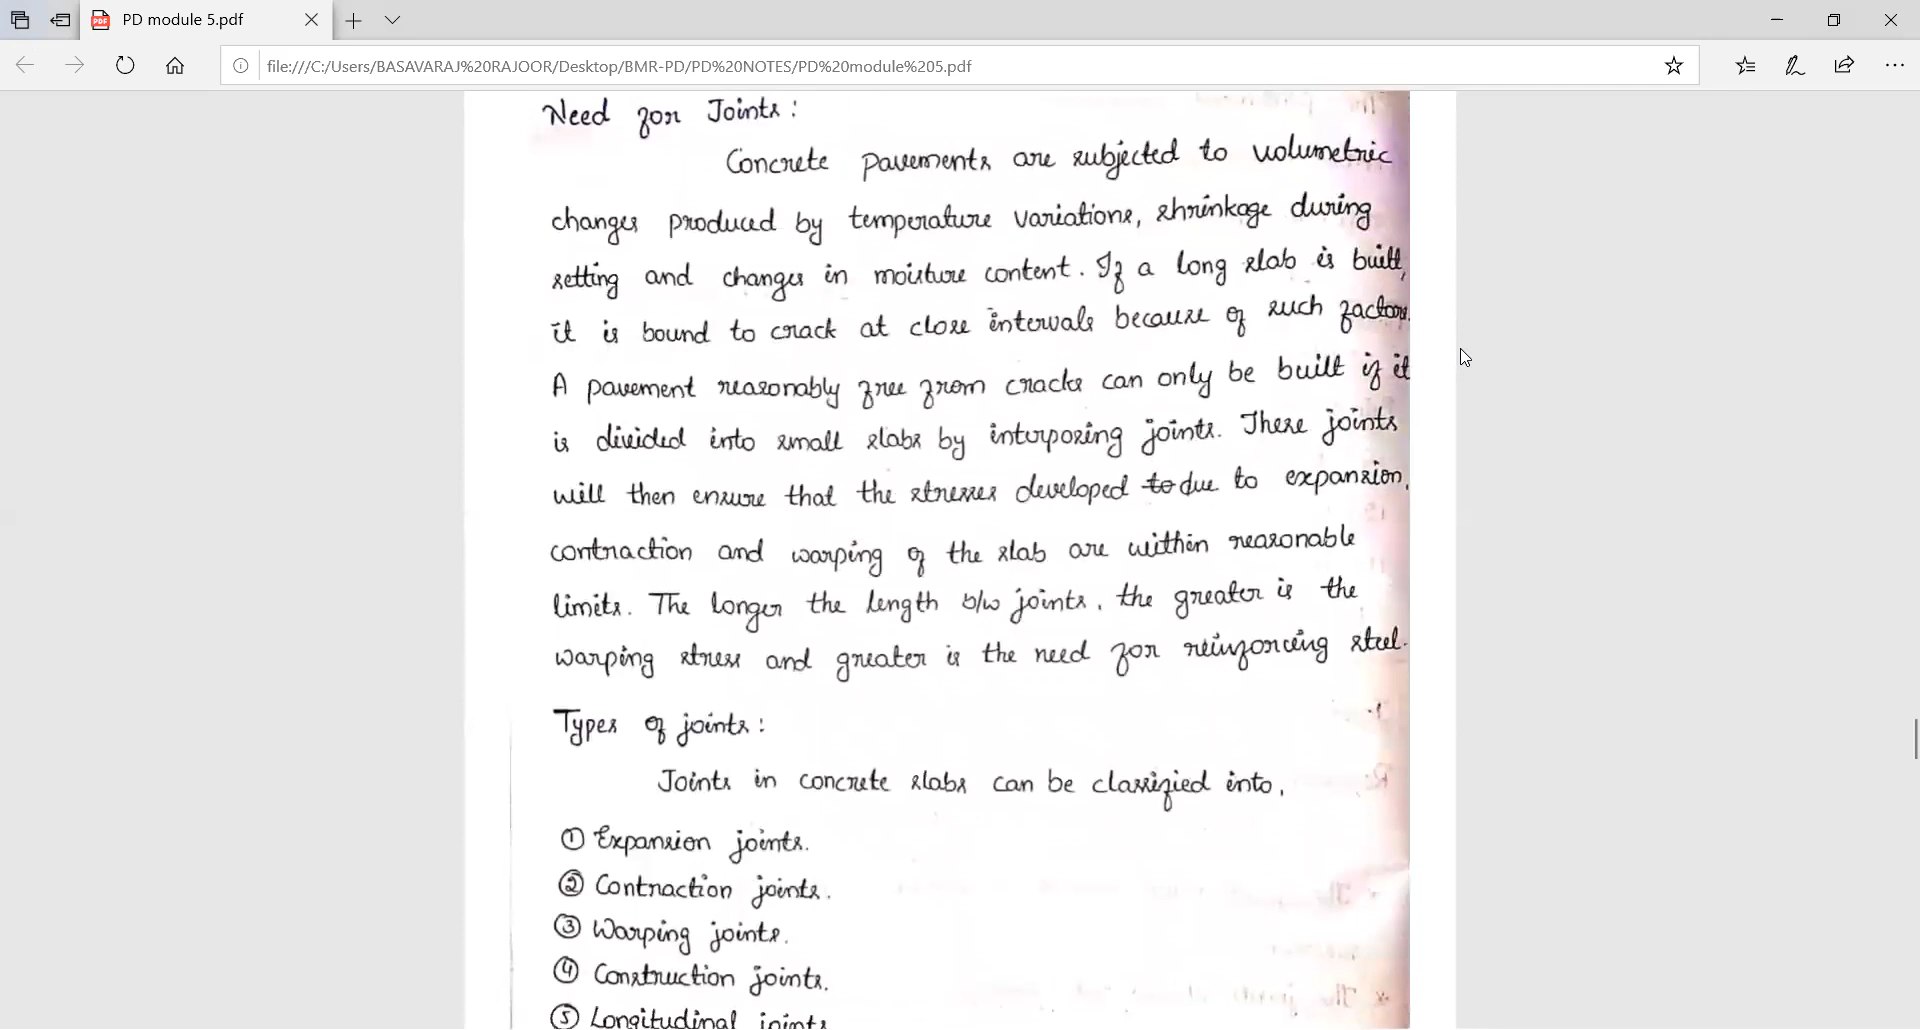 PD module 5.pdf
file:///C:/Users/BASAVARAJ%20RAJOOR/Desktop/BMR-PD/PD%20NOTES/PD%20module%205.pdf
Need for Joints :
Concrete pavements are subjected to volumetric
changes produced by temperature variations, shrinkage during
setting and changes in moisture content. If a long slab is built,
it is bound to crack at close intervals because of such factors.
A pavement reasonably free from cracks can only be built if it
is divided into small slabs by interposing joints. These joints
will then ensure that the stresses developed to due to expansion,
contraction and warping of the slab are within reasonable
limits. The longer the length b/w joints, the greater is the
warping stress and greater is the need for reinforcing steel.
Types of joints :
Joints in concrete slabs can be classified into,
① Expansion joints.
② Contraction joints.
③ Warping joints.
④ Construction joints.
⑤ Longitudinal joints